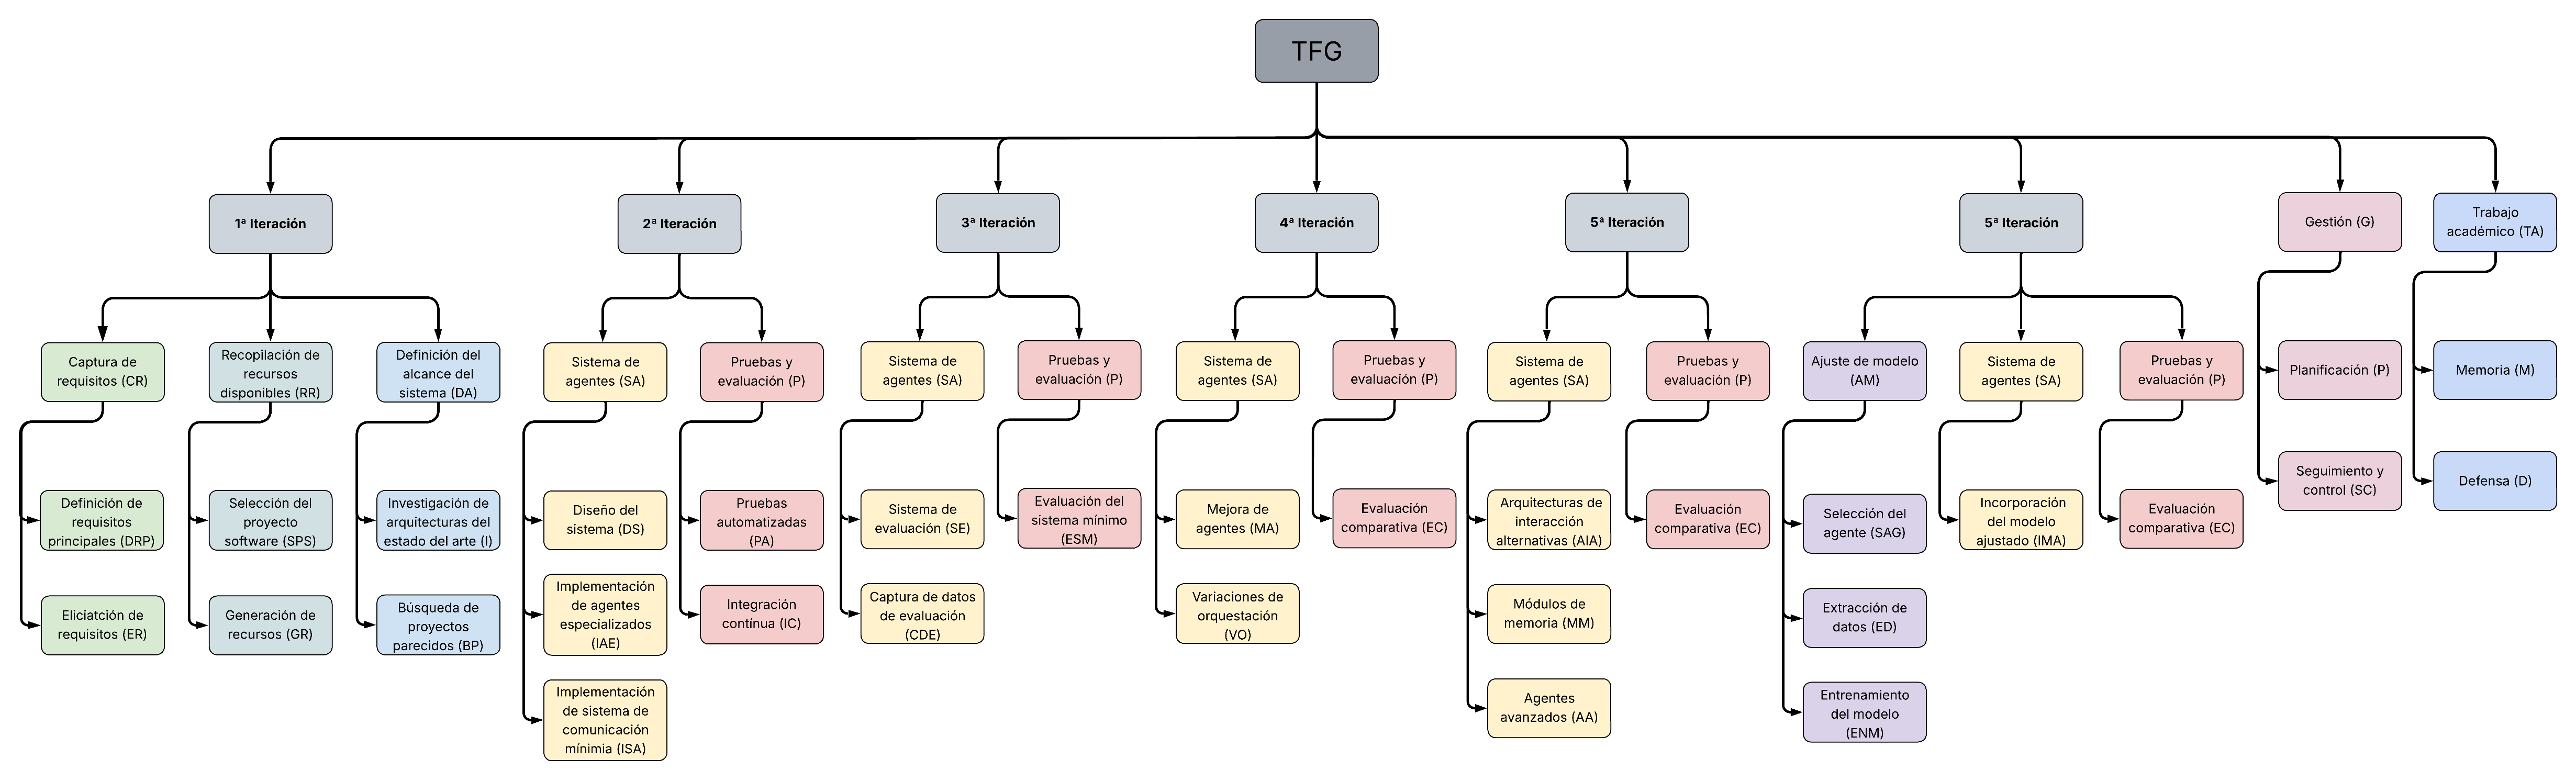 TFG
1ª Iteración
2ª Iteración
3ª Iteración
4ª Iteración
5ª Iteración
5ª Iteración
Gestión (G)
Trabajo
académico (TA)
Captura de
requisitos (CR)
Recopilación de
recursos
disponibles (RR)
Definición del
alcance del
sistema (DA)
Sistema de
agentes (SA)
Pruebas y
evaluación (P)
Sistema de
agentes (SA)
Pruebas y
evaluación (P)
Sistema de
agentes (SA)
Pruebas y
evaluación (P)
Sistema de
agentes (SA)
Pruebas y
evaluación (P)
Ajuste de modelo
(AM)
Sistema de
agentes (SA)
Pruebas y
evaluación (P)
Planificación (P)
Memoria (M)
Definición de
requisitos
principales (DRP)
Selección del
proyecto
software (SPS)
Investigación de
arquitecturas del
estado del arte (I)
Diseño del
sistema (DS)
Pruebas
automatizadas
(PA)
Sistema de
evaluación (SE)
Evaluación del
sistema mínimo
(ESM)
Mejora de
agentes (MA)
Evaluación
comparativa (EC)
Arquitecturas de
interacción
alternativas (AIA)
Evaluación
comparativa (EC)
Selección del
agente (SAG)
Incorporación
del modelo
ajustado (IMA)
Evaluación
comparativa (EC)
Seguimiento y
control (SC)
Defensa (D)
Eliciatción de
requisitos (ER)
Generación de
recursos (GR)
Búsqueda de
proyectos
parecidos (BP)
Implementación
de agentes
especializados
(IAE)
Integración
contínua (IC)
Captura de datos
de evaluación
(CDE)
Variaciones de
orquestación
(VO)
Módulos de
memoria (MM)
Extracción de
datos (ED)
Implementación
de sistema de
comunicación
mínimia (ISA)
Agentes
avanzados (AA)
Entrenamiento
del modelo
(ENM)